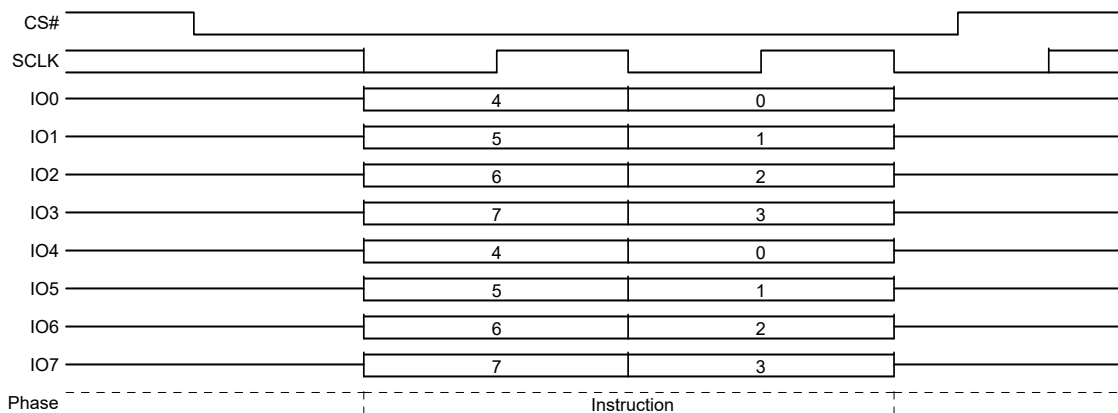 CS#
SCLK
IO0 4 0
IO1 5 1
IO2 6 2
IO3 7 3
IO4 4 0
IO5 5 1
IO6 6 2
IO7 7 3
Phase Instruction